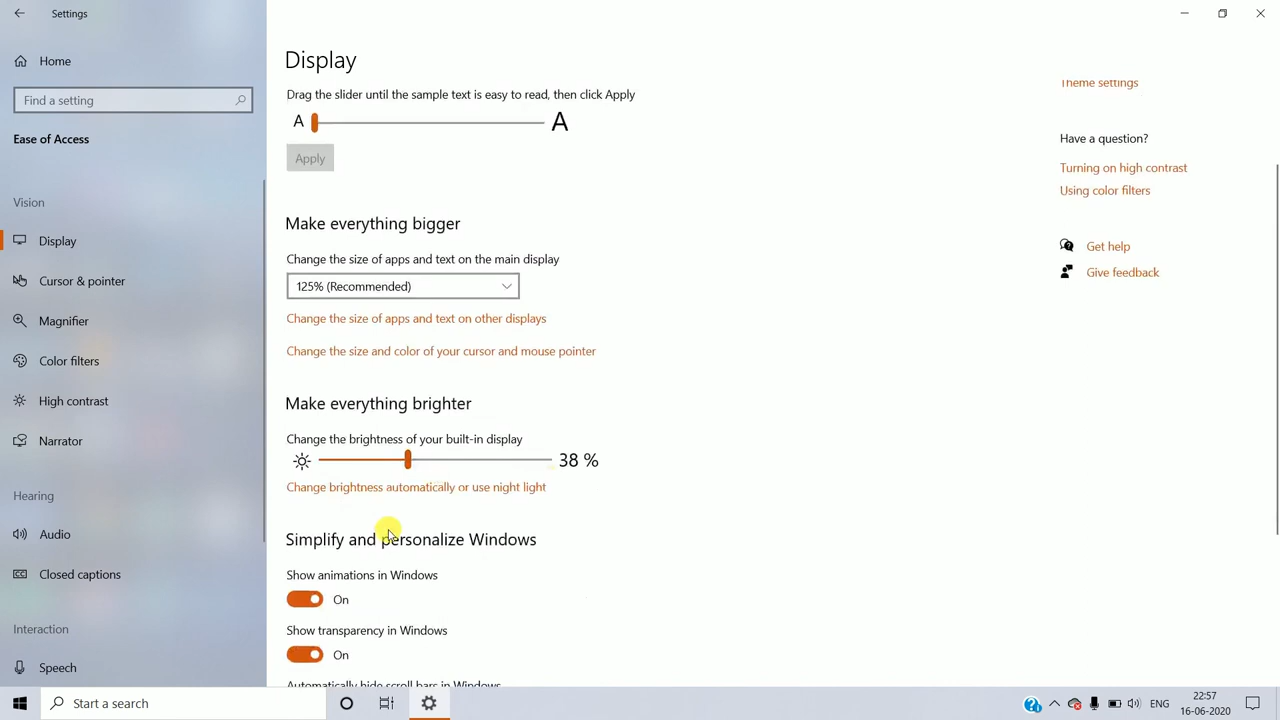 Settings
Home
Find a setting
Ease of Access
Vision
Display
Cursor & pointer
Magnifier
Color filters
High contrast
Narrator
Hearing
Audio
Closed captions
Interaction
Speech
Display
Drag the slider until the sample text is easy to read, then click Apply
A A
Apply
Make everything bigger
Change the size of apps and text on the main display
125% (Recommended)
Change the size of apps and text on other displays
Change the size and color of your cursor and mouse pointer
Make everything brighter
Change the brightness of your built-in display
38 %
Change brightness automatically or use night light
Simplify and personalize Windows
Show animations in Windows
On
Show transparency in Windows
On
Automatically hide scroll bars in Windows
Theme settings
Have a question?
Turning on high contrast
Using color filters
Get help
Give feedback
Start a search
ENG
22:57
16-06-2020